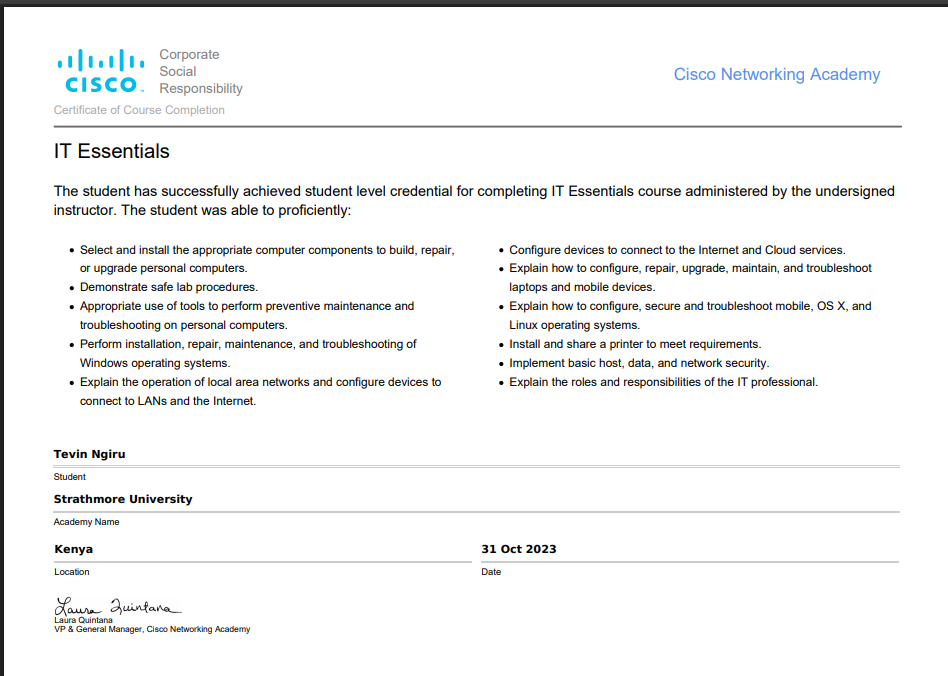 Corporate
Social
Responsibility
CISCO
Cisco Networking Academy
Certificate of Course Completion
IT Essentials
The student has successfully achieved student level credential for completing IT Essentials course administered by the undersigned
instructor. The student was able to proficiently:
• Select and install the appropriate computer components to build, repair,
or upgrade personal computers.
• Demonstrate safe lab procedures.
• Appropriate use of tools to perform preventive maintenance and
troubleshooting on personal computers.
• Perform installation, repair, maintenance, and troubleshooting of
Windows operating systems.
• Explain the operation of local area networks and configure devices to
connect to LANs and the Internet.
• Configure devices to connect to the Internet and Cloud services.
• Explain how to configure, repair, upgrade, maintain, and troubleshoot
laptops and mobile devices.
• Explain how to configure, secure and troubleshoot mobile, OS X, and
Linux operating systems.
• Install and share a printer to meet requirements.
• Implement basic host, data, and network security.
• Explain the roles and responsibilities of the IT professional.
Tevin Ngiru
Student
Strathmore University
Academy Name
Kenya
Location
31 Oct 2023
Date
Laura Quintana
Laura Quintana
VP & General Manager, Cisco Networking Academy